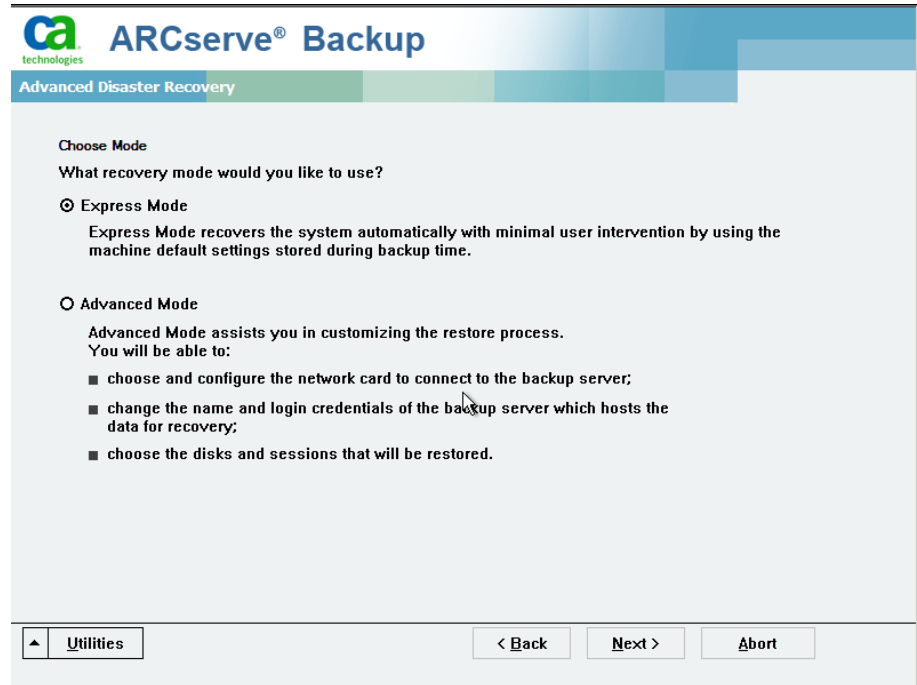 ca
technologies
ARCserve® Backup
Advanced Disaster Recovery
Choose Mode
What recovery mode would you like to use?
Express Mode
Express Mode recovers the system automatically with minimal user intervention by using the
machine default settings stored during backup time.
Advanced Mode
Advanced Mode assists you in customizing the restore process.
You will be able to:
choose and configure the network card to connect to the backup server;
change the name and login credentials of the backup server which hosts the
data for recovery;
choose the disks and sessions that will be restored.
Utilities
< Back
Next >
Abort